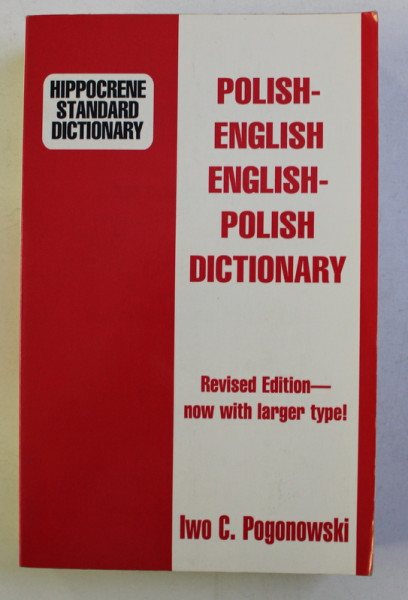 HIPPOCRENE
STANDARD
DICTIONARY
POLISH-
ENGLISH
ENGLISH-
POLISH
DICTIONARY
Revised Edition—
now with larger type!
Iwo C. Pogonowski